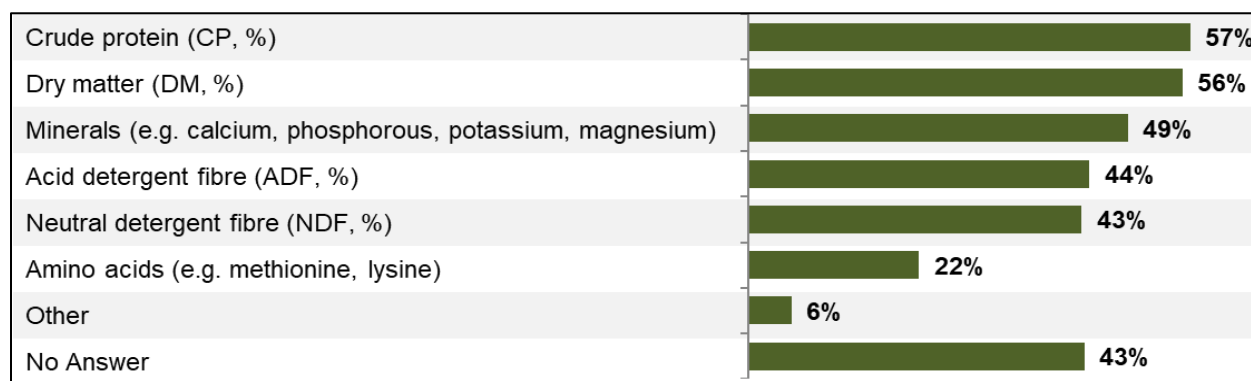 Crude protein (CP, %) 57%
Dry matter (DM, %) 56%
Minerals (e.g. calcium, phosphorous, potassium, magnesium) 49%
Acid detergent fibre (ADF, %) 44%
Neutral detergent fibre (NDF, %) 43%
Amino acids (e.g. methionine, lysine) 22%
Other 6%
No Answer 43%